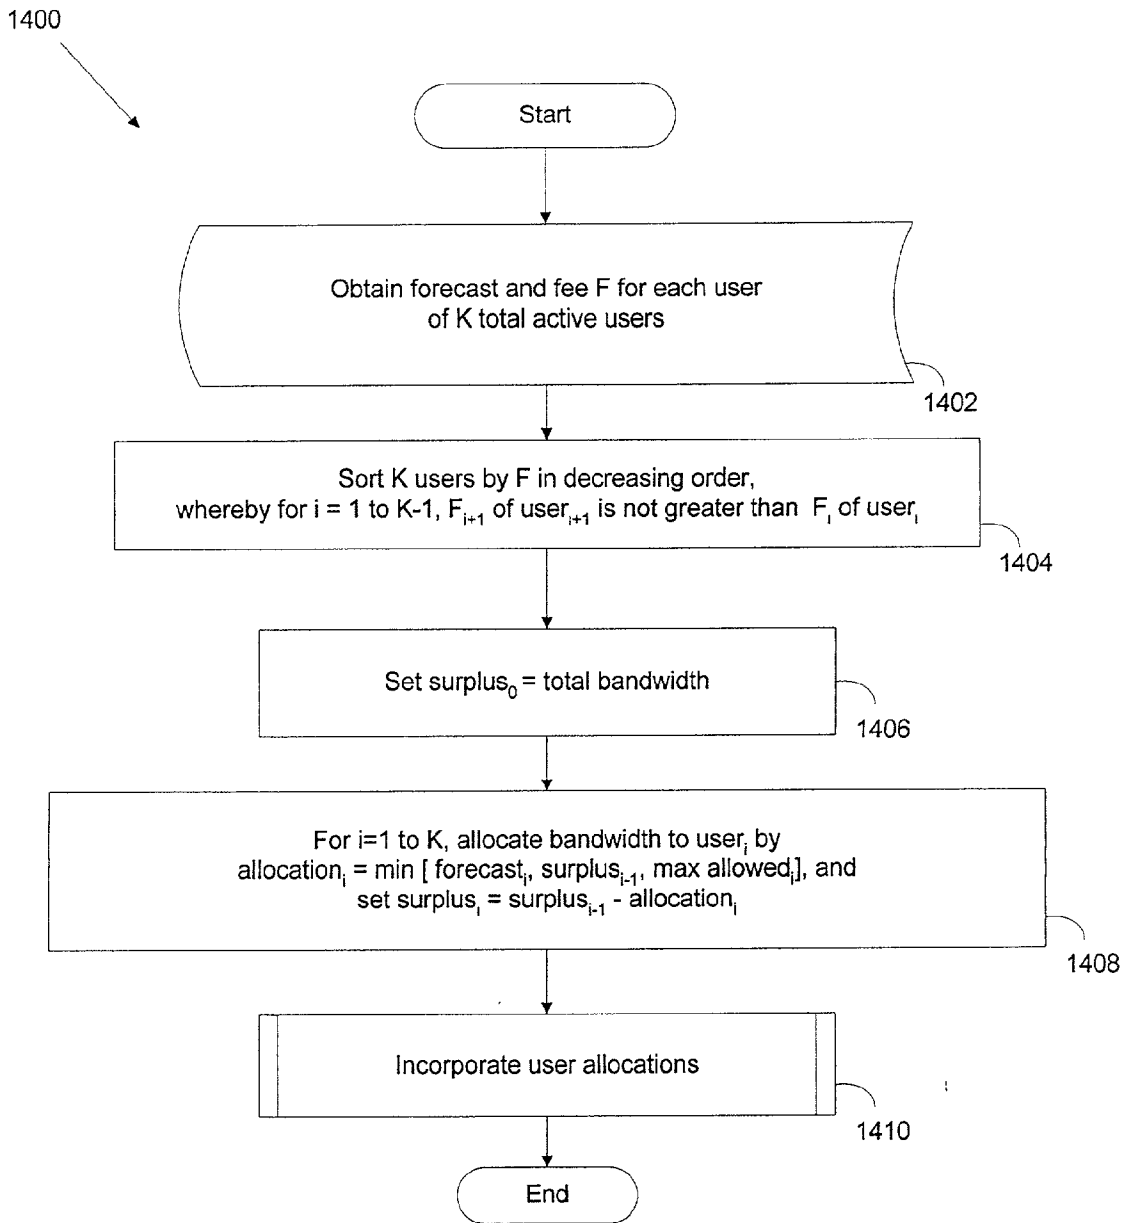 1400
Start
Obtain forecast and fee F for each user
of K total active users
1402
Sort K users by F in decreasing order,
whereby for i = 1 to K-1, F_{i+1} of user_{i+1} is not greater than F_i of user_i
1404
Set surplus_0 = total bandwidth
1406
For i=1 to K, allocate bandwidth to user_i by
allocation_i = min [ forecast_i, surplus_{i-1}, max allowed_i], and
set surplus_i = surplus_{i-1} - allocation_i
1408
Incorporate user allocations
1410
End